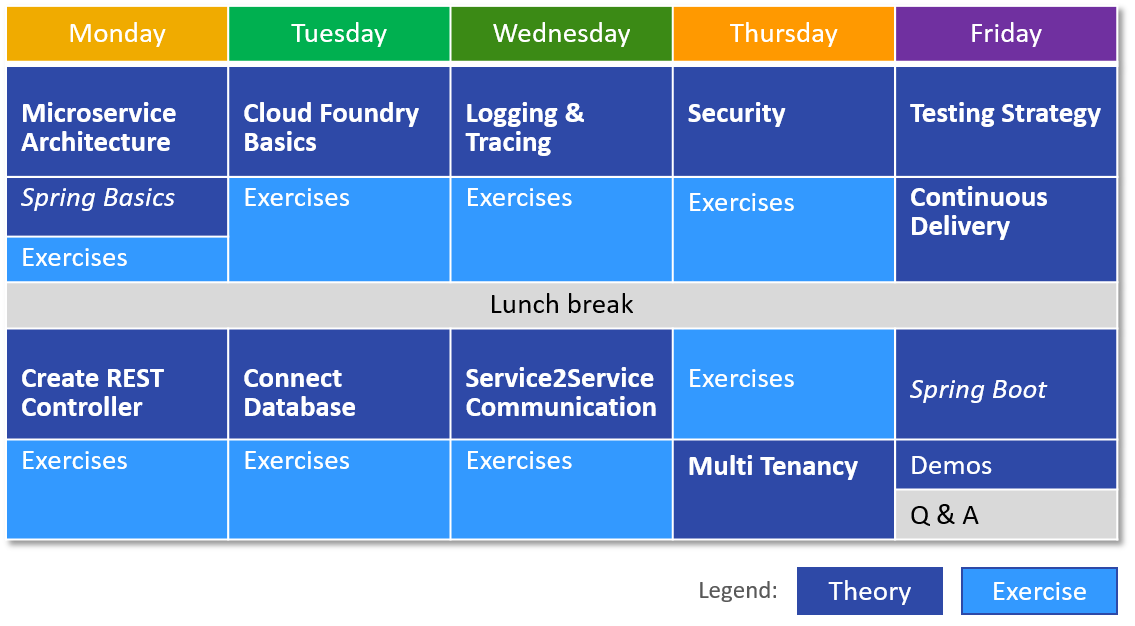 Monday
Tuesday
Wednesday
Thursday
Friday
Microservice
Architecture
Cloud Foundry
Basics
Logging &
Tracing
Security
Testing Strategy
Spring Basics
Exercises
Exercises
Exercises
Exercises
Continuous
Delivery
Lunch break
Create REST
Controller
Connect
Database
Service2Service
Communication
Exercises
Spring Boot
Exercises
Exercises
Exercises
Multi Tenancy
Demos
Q & A
Legend:
Theory
Exercise